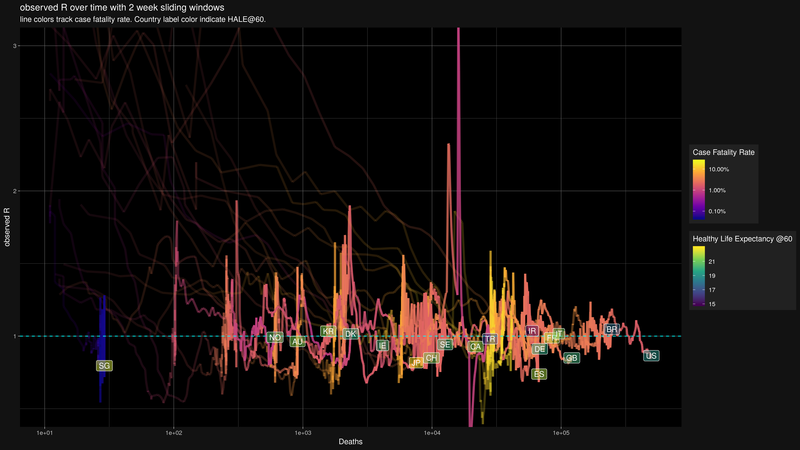 observed R over time with 2 week sliding windows
line colors track case fatality rate. Country label color indicate HALE@60.
observed R
3
2
1
SG
NO
AU
KR
DK
IE
JP
CH
SE
CA
TR
IR
DE
ES
IT
GB
BR
US
1e+01
1e+02
1e+03
1e+04
1e+05
Deaths
Case Fatality Rate
10.00%
1.00%
0.10%
Healthy Life Expectancy @60
21
19
17
15